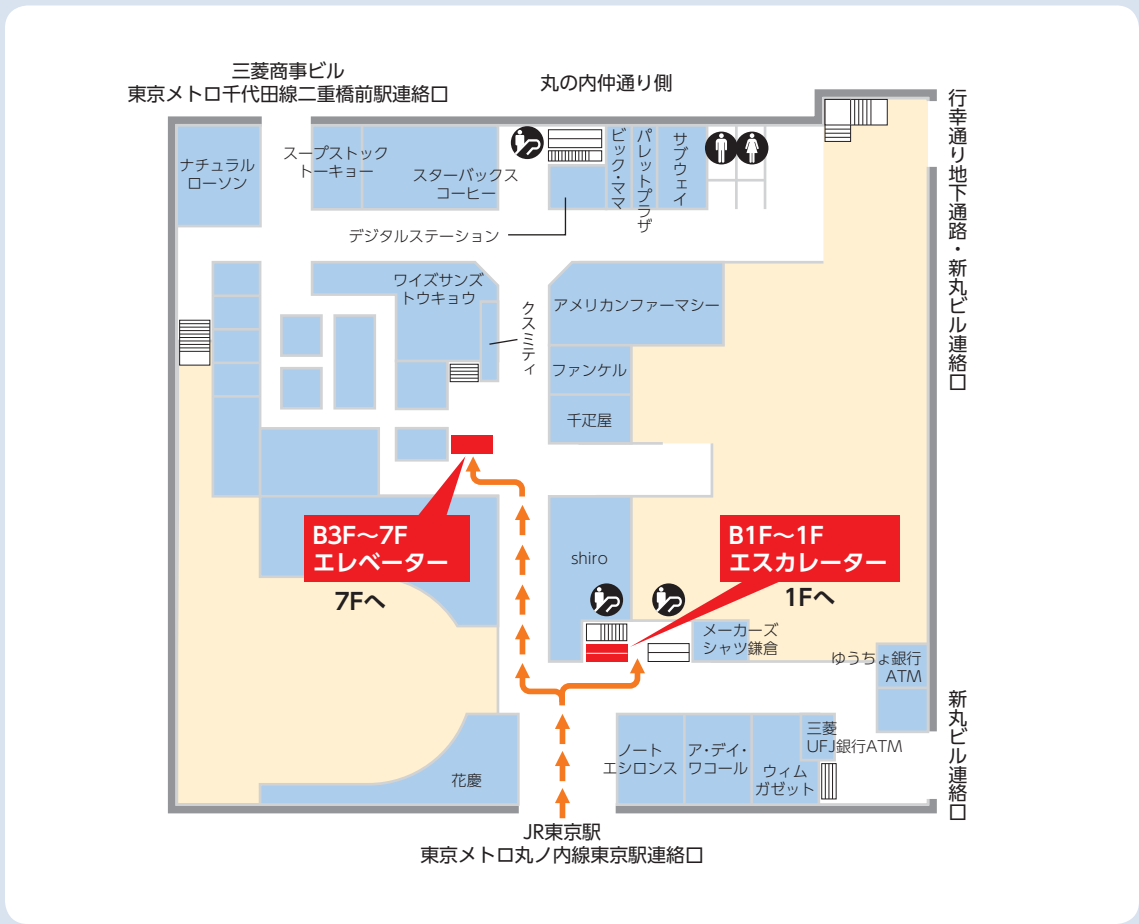 三菱商事ビル
東京メトロ千代田線二重橋前駅連絡口
丸の内仲通り側
行幸通り地下通路・新丸ビル連絡口
ナチュラル
ローソン
スープストック
トーキョー
スターバックス
コーヒー
ビック・ママ
パレットプラザ
サブウェイ
デジタルステーション
ワイズサンズ
トウキョウ
クスミティ
アメリカンファーマシー
ファンケル
千疋屋
B3F～7F
エレベーター
7Fへ
shiro
B1F～1F
エスカレーター
1Fへ
メーカーズ
シャツ鎌倉
ゆうちょ銀行
ATM
新丸ビル連絡口
花慶
ノート
エシロンス
ア・デイ・
ワコール
ウィム
ガゼット
三菱
UFJ銀行ATM
JR東京駅
東京メトロ丸ノ内線東京駅連絡口